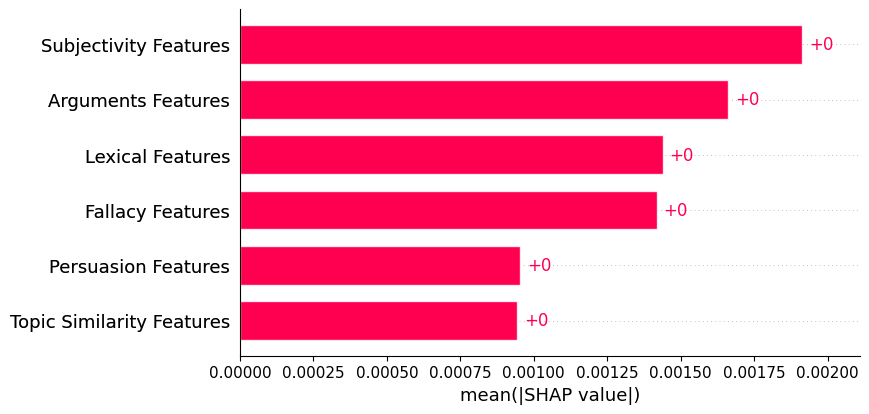 Subjectivity Features +0
Arguments Features +0
Lexical Features +0
Fallacy Features +0
Persuasion Features +0
Topic Similarity Features +0
0.00000 0.00025 0.00050 0.00075 0.00100 0.00125 0.00150 0.00175 0.00200
mean(|SHAP value|)